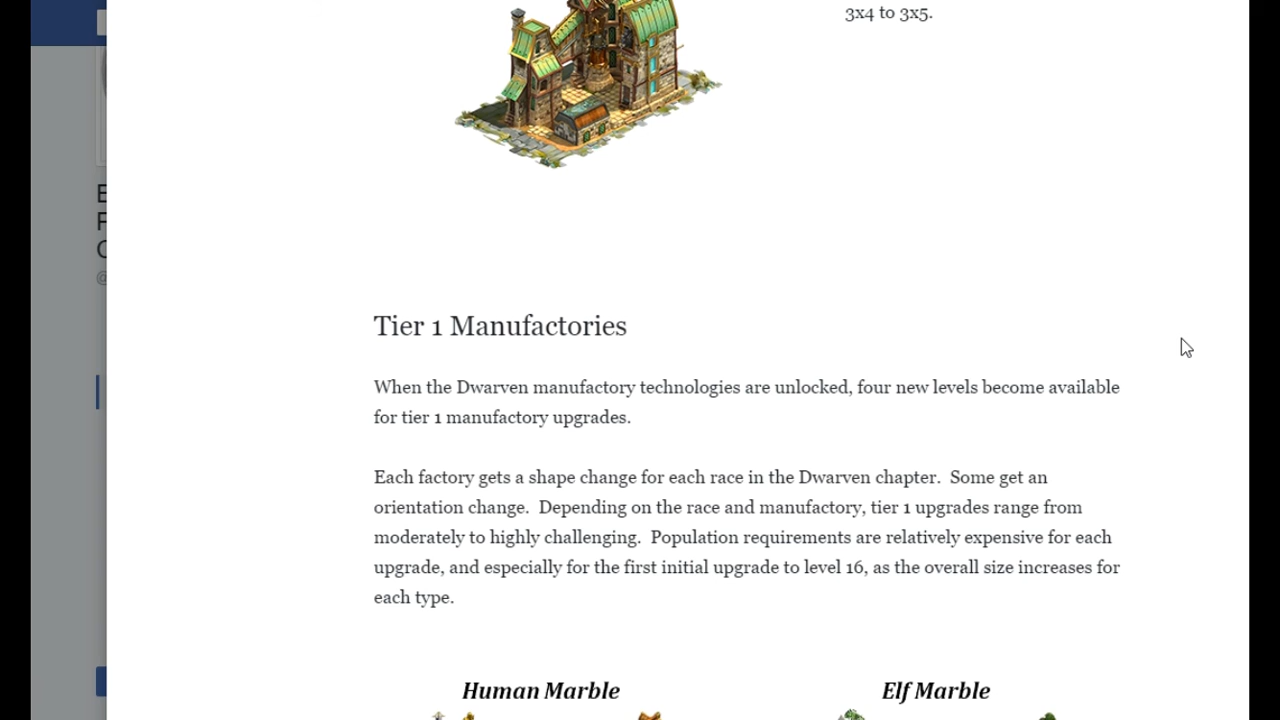 3x4 to 3x5.
Tier 1 Manufactories
When the Dwarven manufactory technologies are unlocked, four new levels become available
for tier 1 manufactory upgrades.
Each factory gets a shape change for each race in the Dwarven chapter.  Some get an
orientation change.  Depending on the race and manufactory, tier 1 upgrades range from
moderately to highly challenging.  Population requirements are relatively expensive for each
upgrade, and especially for the first initial upgrade to level 16, as the overall size increases for
each type.
Human Marble
Elf Marble